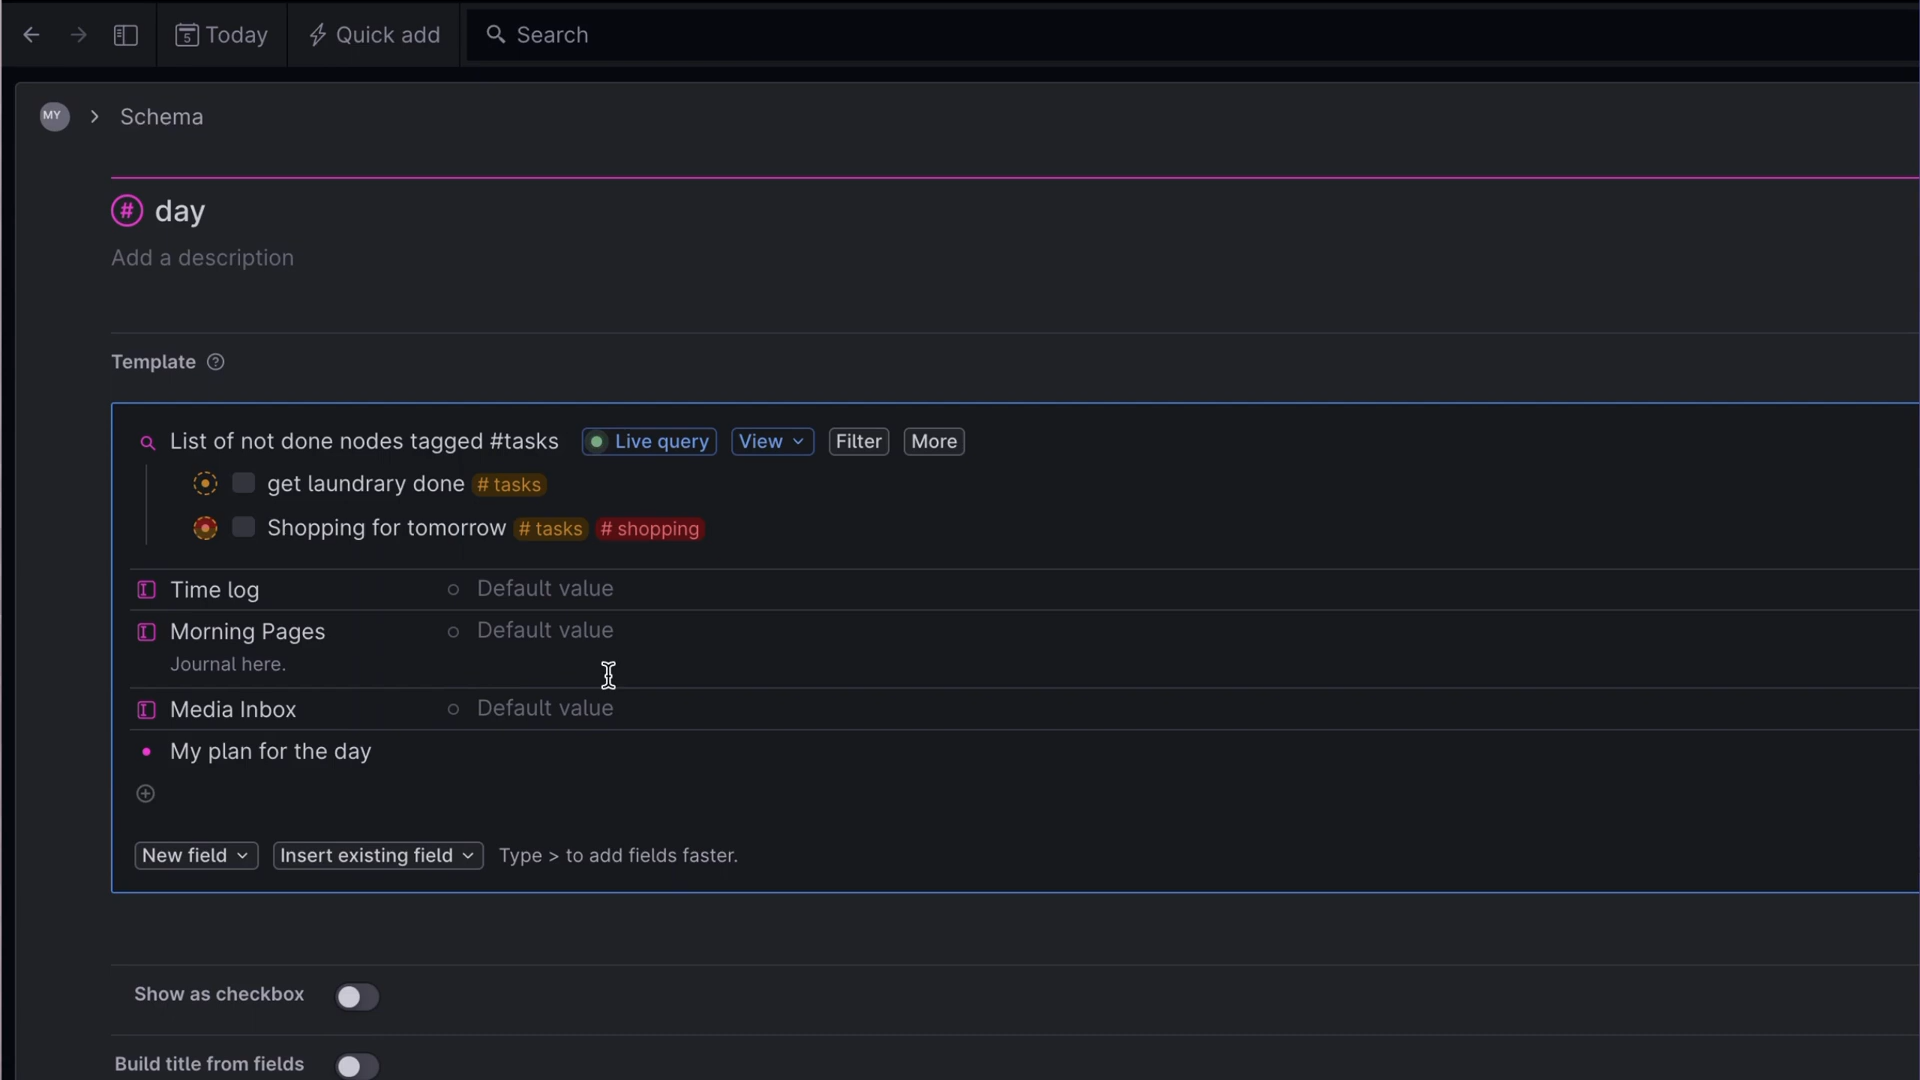 5 Today Quick add Search
MY Schema
# day
Add a description
Template ?
List of not done nodes tagged #tasks Live query View Filter More
get laundrary done # tasks
Shopping for tomorrow # tasks # shopping
Time log Default value
Morning Pages Default value
Journal here.
Media Inbox Default value
My plan for the day
New field Insert existing field Type > to add fields faster.
Show as checkbox
Build title from fields